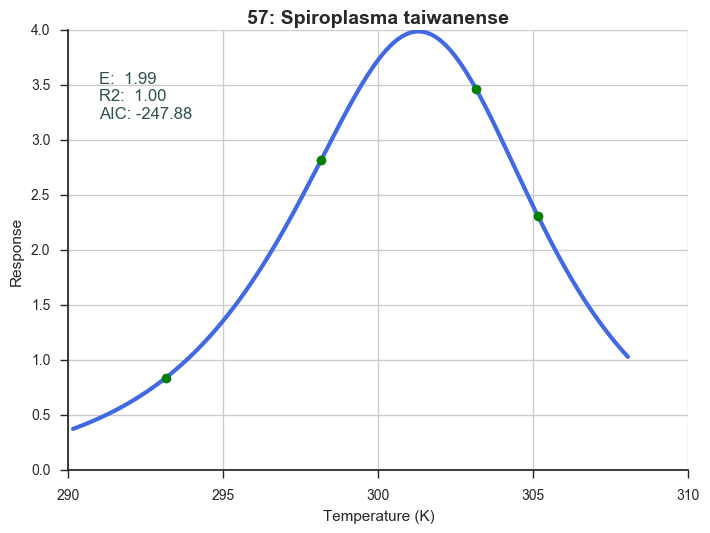 57: Spiroplasma taiwanense
4.0
3.5
3.0
2.5
2.0
1.5
1.0
0.5
0.0
E:  1.99
R2:  1.00
AIC: -247.88
Response
290
295
300
305
310
Temperature (K)